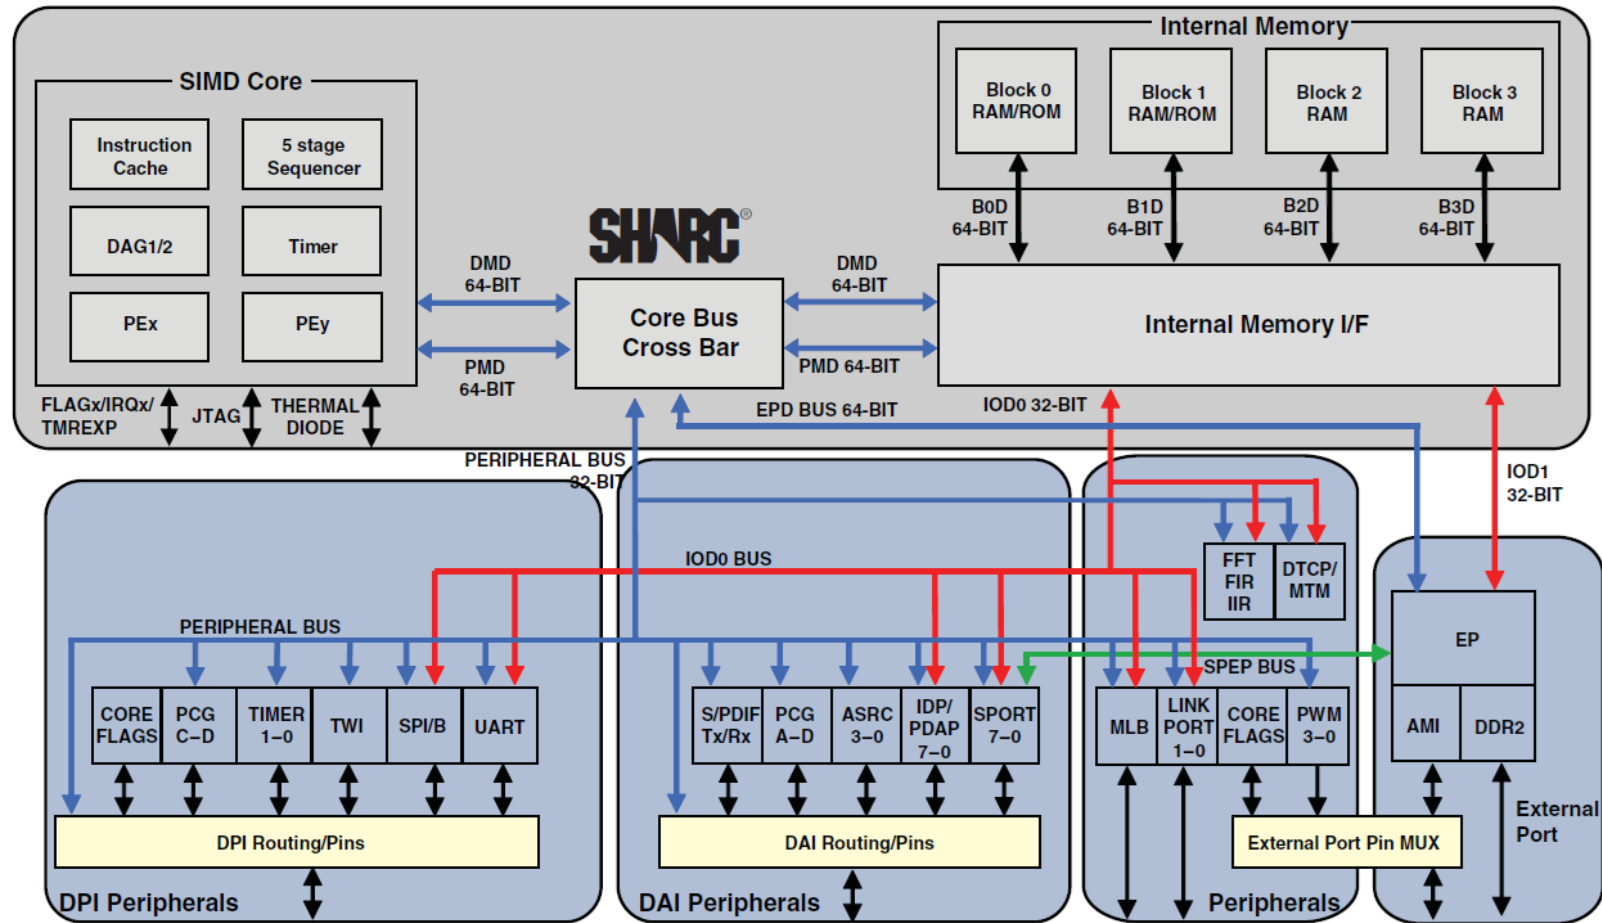 Internal Memory
SIMD Core
Block 0
RAM/ROM
Block 1
RAM/ROM
Block 2
RAM
Block 3
RAM
Instruction
Cache
5 stage
Sequencer
DAG1/2
Timer
PEx
PEy
B0D
64-BIT
B1D
64-BIT
B2D
64-BIT
B3D
64-BIT
SHARC®
DMD
64-BIT
DMD
64-BIT
Core Bus
Cross Bar
Internal Memory I/F
PMD
64-BIT
PMD 64-BIT
FLAGx/IRQx/
TMREXP
JTAG
THERMAL
DIODE
EPD BUS 64-BIT
IOD0 32-BIT
PERIPHERAL BUS
32-BIT
IOD1
32-BIT
IOD0 BUS
FFT
FIR
IIR
DTCP/
MTM
PERIPHERAL BUS
EP
SPEP BUS
CORE
FLAGS
PCG
C–D
TIMER
1–0
TWI
SPI/B
UART
S/PDIF
Tx/Rx
PCG
A–D
ASRC
3–0
IDP/
PDAP
7–0
SPORT
7–0
MLB
LINK
PORT
1–0
CORE
FLAGS
PWM
3–0
AMI
DDR2
DPI Routing/Pins
DAI Routing/Pins
External Port Pin MUX
External
Port
DPI Peripherals
DAI Peripherals
Peripherals